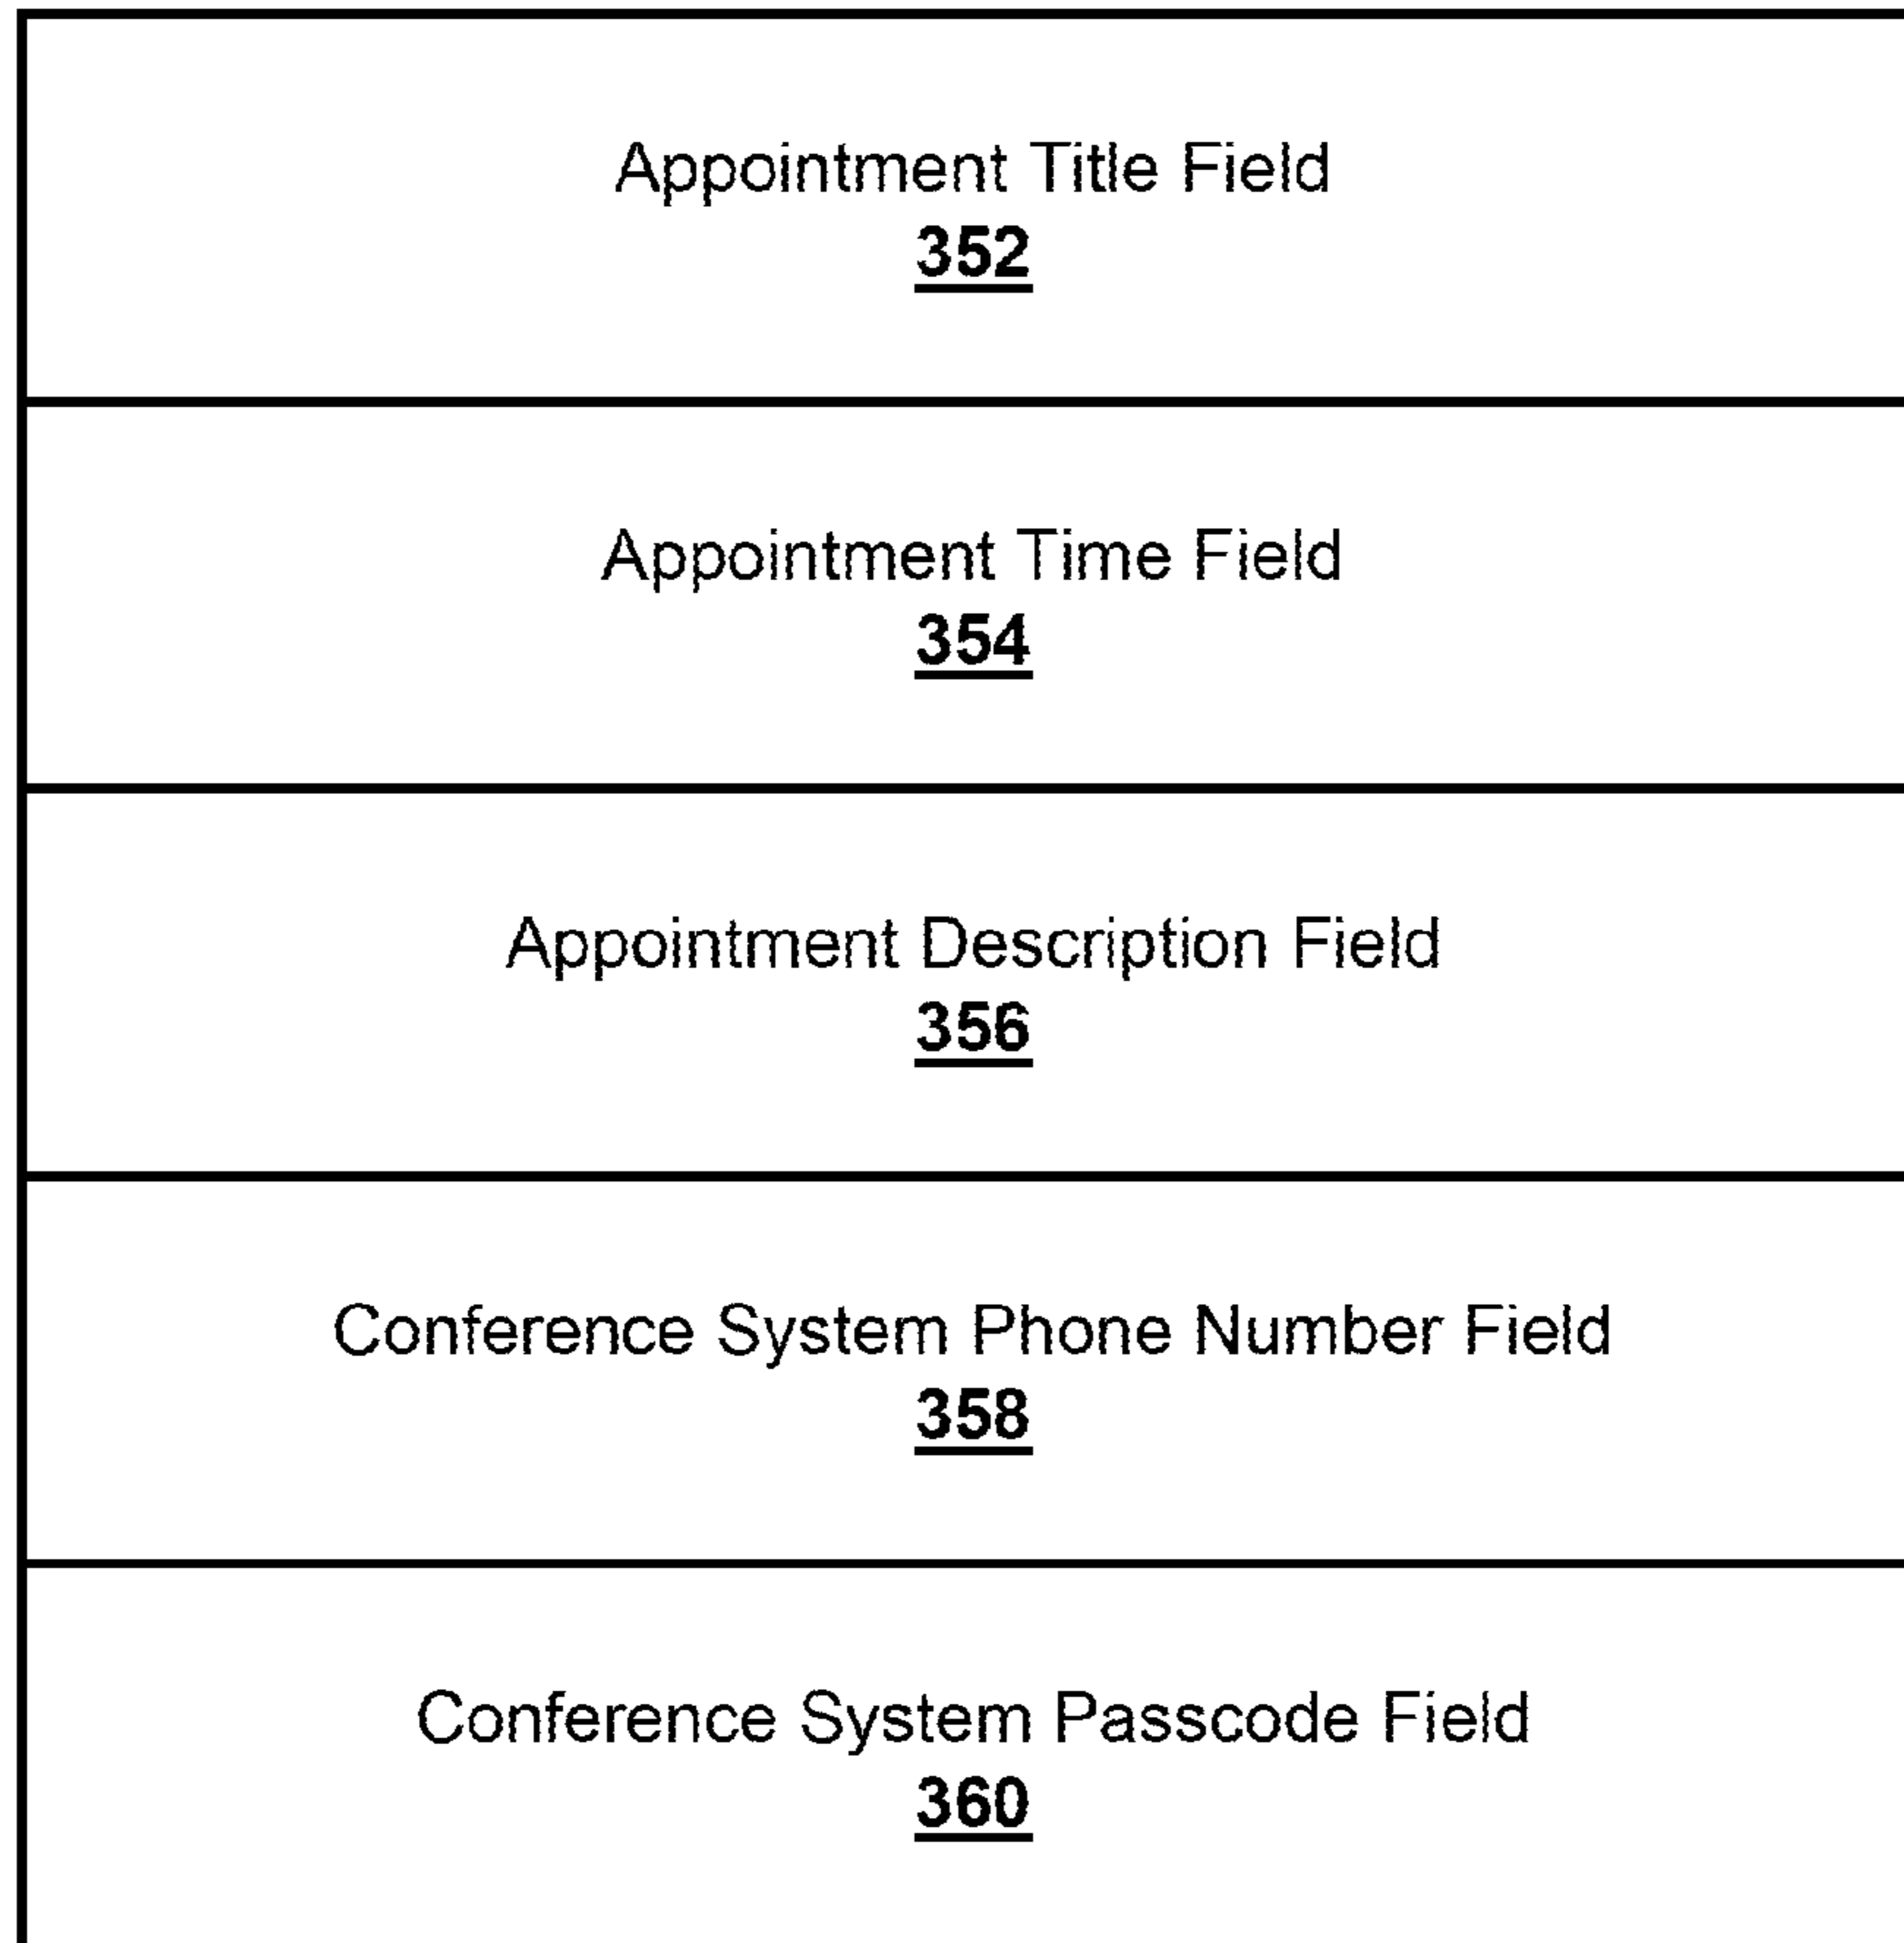 Appointment Title Field
352
Appointment Time Field
354
Appointment Description Field
356
Conference System Phone Number Field
358
Conference System Passcode Field
360